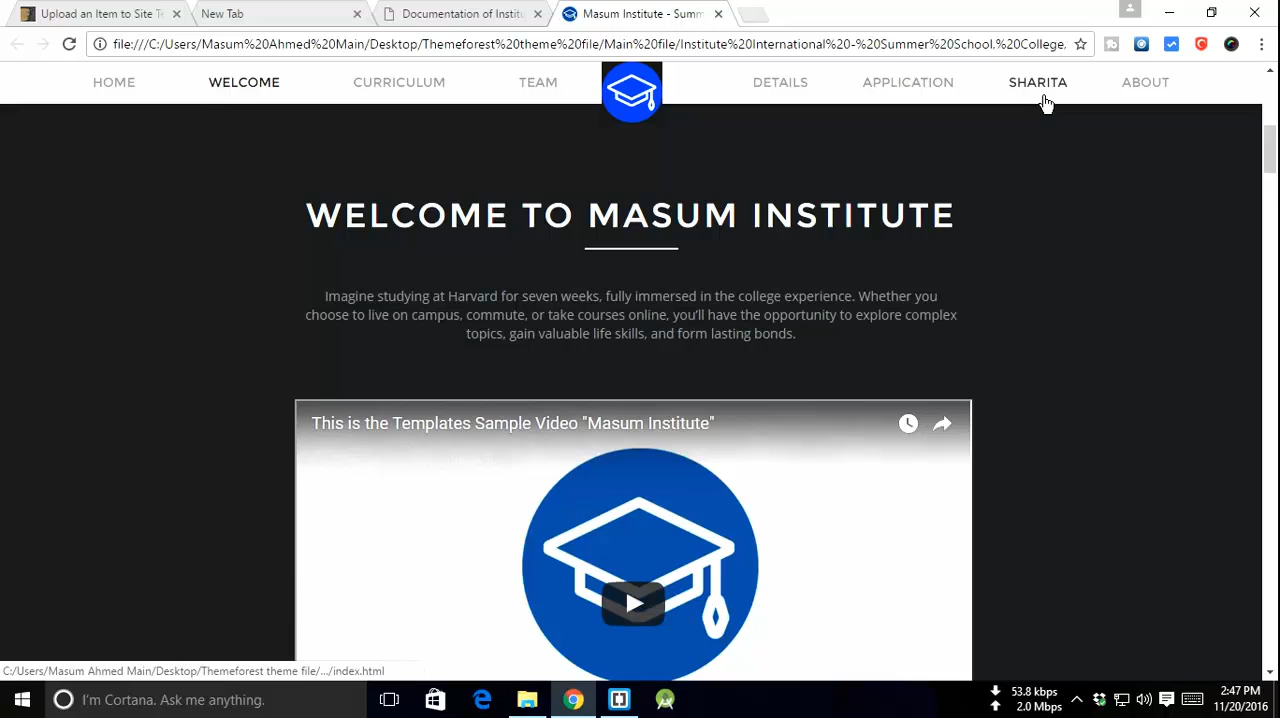 Upload an Item to Site Te
New Tab
Documentation of Institu
Masum Institute - Summ
file:///C:/Users/Masum%20Ahmed%20Main/Desktop/Themeforest%20theme%20file/Main%20file/Institute%20International%20-%20Summer%20School.%20College,
HOME WELCOME CURRICULUM TEAM DETAILS APPLICATION SHARITA ABOUT
WELCOME TO MASUM INSTITUTE
Imagine studying at Harvard for seven weeks, fully immersed in the college experience. Whether you
choose to live on campus, commute, or take courses online, you'll have the opportunity to explore complex
topics, gain valuable life skills, and form lasting bonds.
This is the Templates Sample Video "Masum Institute"
C:/Users/Masum Ahmed Main/Desktop/Themeforest theme file/.../index.html
I'm Cortana. Ask me anything.
53.8 kbps
2.0 Mbps
2:47 PM
11/20/2016